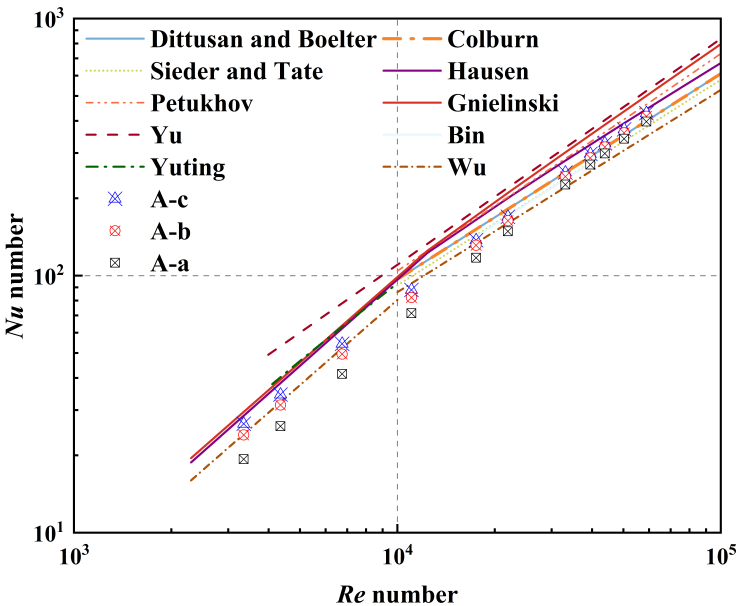 10³
Dittusan and Boelter
Colburn
Sieder and Tate
Hausen
Petukhov
Gnielinski
Yu
Bin
Yuting
Wu
A-c
A-b
A-a
10²
Nu number
10¹
10³
10⁴
10⁵
Re number